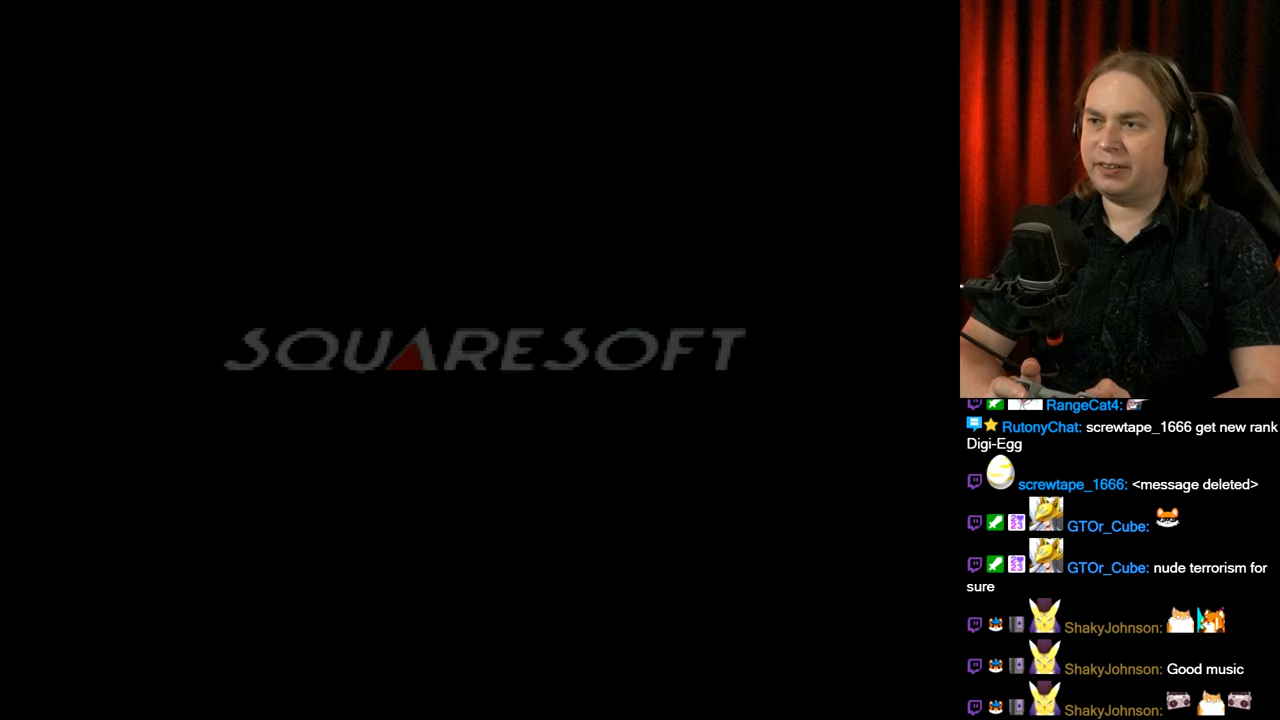 SQUARESOFT
RangeCat4:
RutonyChat: screwtape_1666 get new rank
Digi-Egg
screwtape_1666: <message deleted>
GTOr_Cube:
GTOr_Cube: nude terrorism for
sure
ShakyJohnson:
ShakyJohnson: Good music
ShakyJohnson: